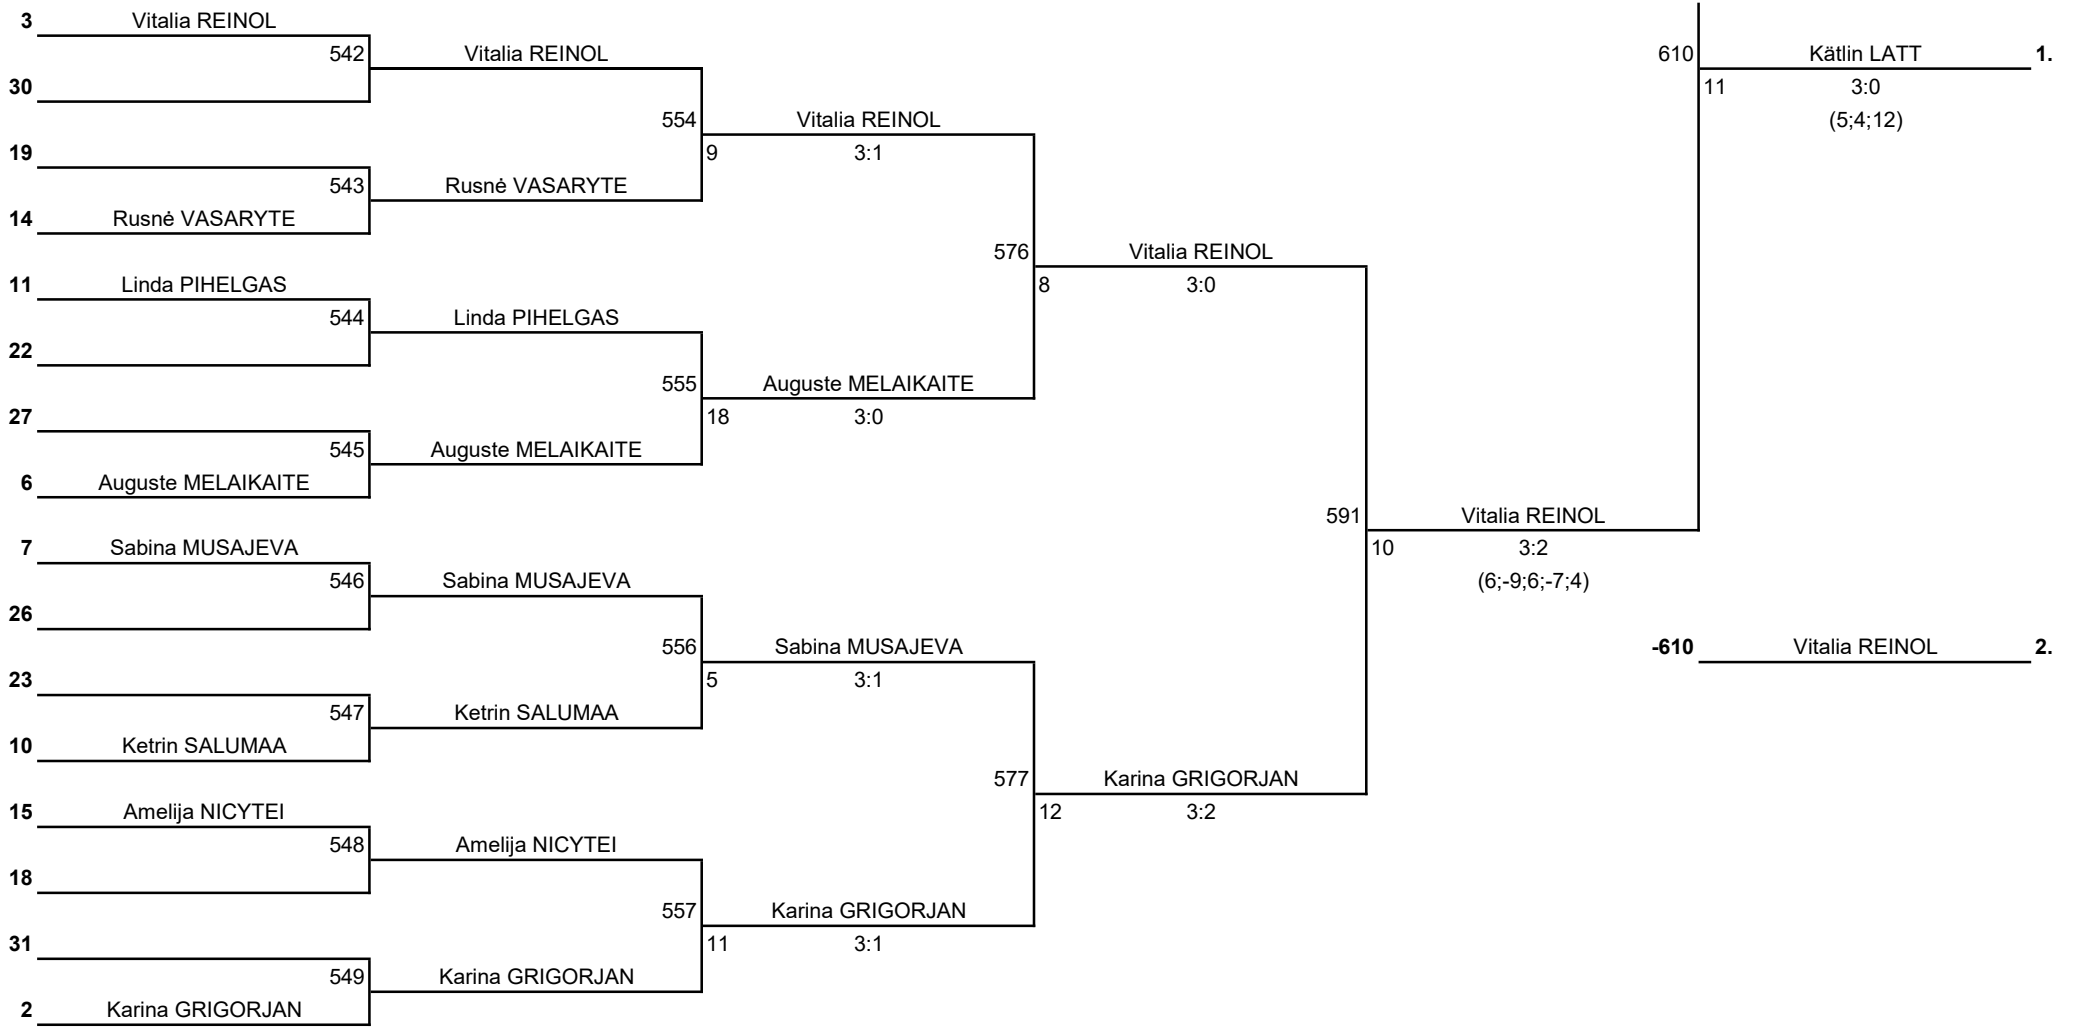 3 Vitalia REINOL
542 Vitalia REINOL
610 Kätlin LATT 1.
30
11 3:0
554 Vitalia REINOL
(5;4;12)
19
9 3:1
543 Rusnė VASARYTE
14 Rusnė VASARYTE
576 Vitalia REINOL
11 Linda PIHELGAS
8 3:0
544 Linda PIHELGAS
22
555 Auguste MELAIKAITE
27
18 3:0
545 Auguste MELAIKAITE
6 Auguste MELAIKAITE
591 Vitalia REINOL
7 Sabina MUSAJEVA
10 3:2
546 Sabina MUSAJEVA
(6;-9;6;-7;4)
26
556 Sabina MUSAJEVA
-610 Vitalia REINOL 2.
23
5 3:1
547 Ketrin SALUMAA
10 Ketrin SALUMAA
577 Karina GRIGORJAN
15 Amelija NICYTEI
12 3:2
548 Amelija NICYTEI
18
557 Karina GRIGORJAN
31
11 3:1
549 Karina GRIGORJAN
2 Karina GRIGORJAN